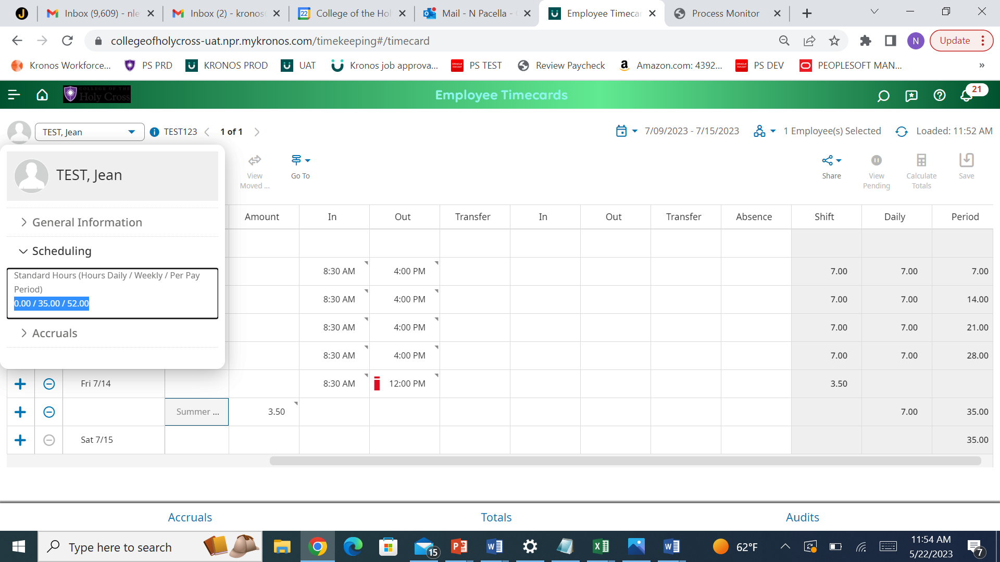 Inbox (9,609) - nle
Inbox (2) - kronos
22
College of the Hol
Mail - N Pacella -
Employee Timecar
Process Monitor
collegeofholycross-uat.npr.mykronos.com/timekeeping#/timecard
N
Update
Kronos Workforce...
PS PRD
KRONOS PROD
UAT
Kronos job approva...
PS TEST
Review Paycheck
Amazon.com: 4392...
PS DEV
PEOPLESOFT MAN...
»
COLLEGE OF THE
Holy Cross
Employee Timecards
21
TEST, Jean
TEST123
1 of 1
7/09/2023 - 7/15/2023
1 Employee(s) Selected
Loaded: 11:52 AM
View
Moved ...
Go To
Share
View
Pending
Calculate
Totals
Save
TEST, Jean
General Information
Scheduling
Standard Hours (Hours Daily / Weekly / Per Pay
Period)
0.00 / 35.00 / 52.00
Accruals
Amount In Out Transfer In Out Transfer Absence Shift Daily Period
8:30 AM 4:00 PM 7.00 7.00 7.00
8:30 AM 4:00 PM 7.00 7.00 14.00
8:30 AM 4:00 PM 7.00 7.00 21.00
8:30 AM 4:00 PM 7.00 7.00 28.00
Fri 7/14 8:30 AM 12:00 PM 3.50
Summer ... 3.50 7.00 35.00
Sat 7/15 35.00
Accruals
Totals
Audits
Type here to search
15
62°F
11:54 AM
5/22/2023
7